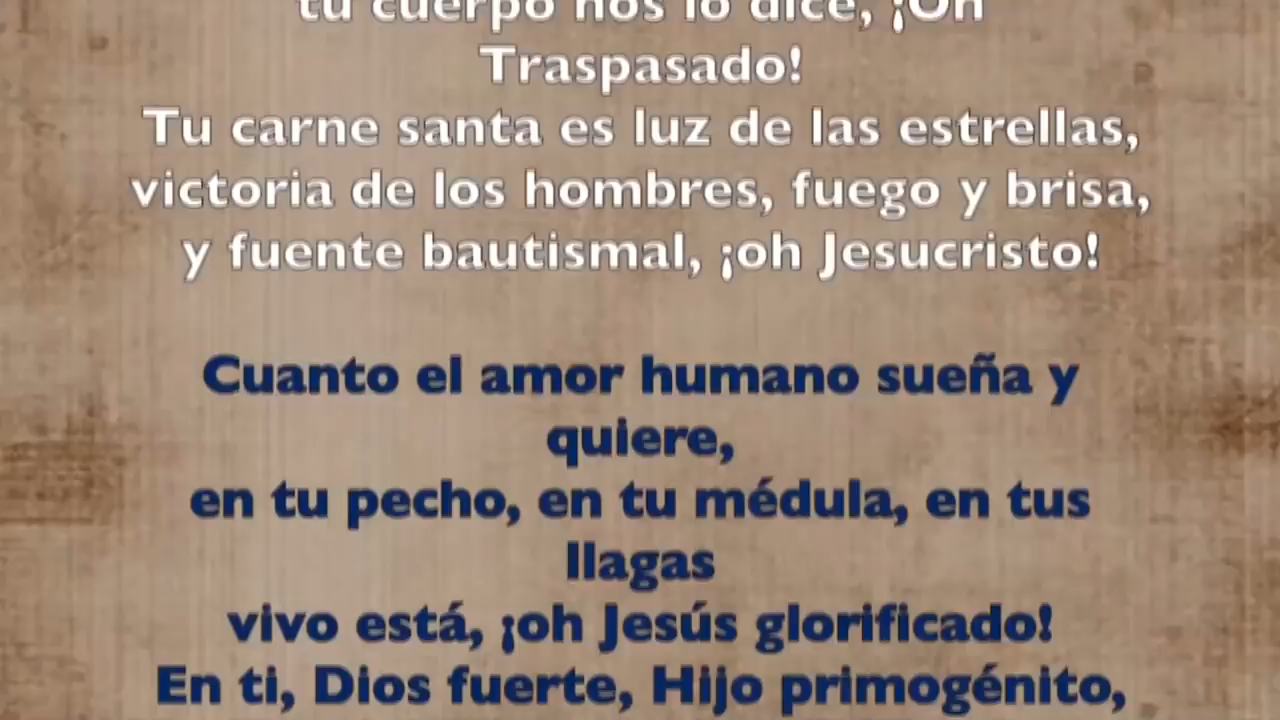 tu cuerpo nos lo dice, ¡Oh
Traspasado!
Tu carne santa es luz de las estrellas,
victoria de los hombres, fuego y brisa,
y fuente bautismal, ¡oh Jesucristo!
Cuanto el amor humano sueña y
quiere,
en tu pecho, en tu médula, en tus
llagas
vivo está, ¡oh Jesús glorificado!
En ti, Dios fuerte, Hijo primogénito,